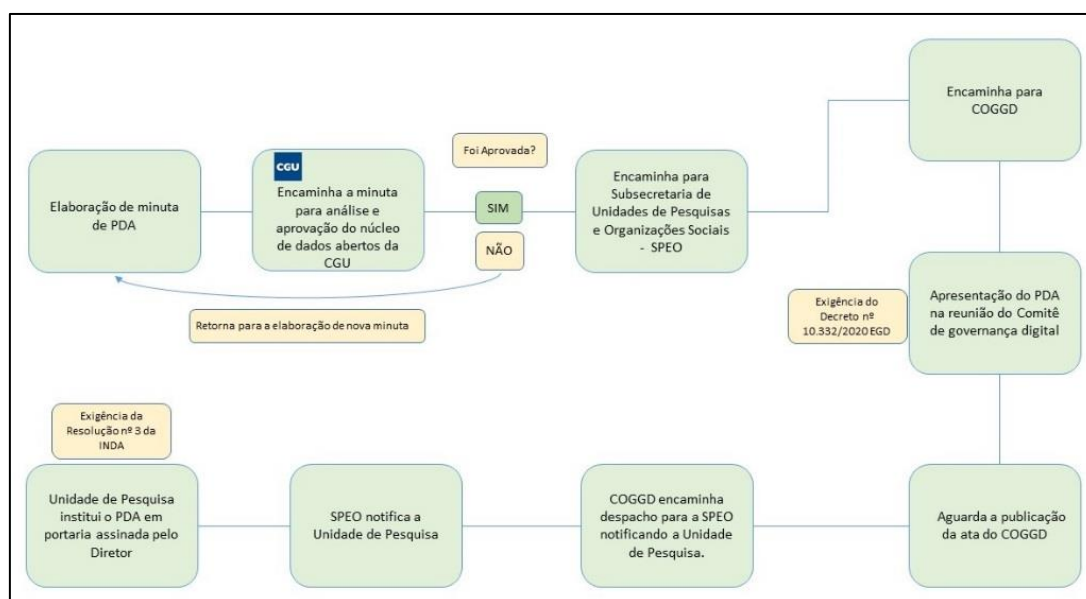 Elaboração de minuta
de PDA
CGU
Encaminha a minuta
para análise e
aprovação do núcleo
de dados abertos da
CGU
Foi Aprovada?
SIM
NÃO
Retorna para a elaboração de nova minuta
Encaminha para
Subsecretaria de
Unidades de Pesquisas
e Organizações Sociais
- SPEO
Encaminha para
COGGD
Exigência do
Decreto nº
10.332/2020 EGD
Apresentação do PDA
na reunião do Comitê
de governança digital
Aguarda a publicação
da ata do COGGD
COGGD encaminha
despacho para a SPEO
notificando a Unidade
de Pesquisa.
SPEO notifica a
Unidade de Pesquisa
Exigência da
Resolução nº 3 da
INDA
Unidade de Pesquisa
institui o PDA em
portaria assinada pelo
Diretor